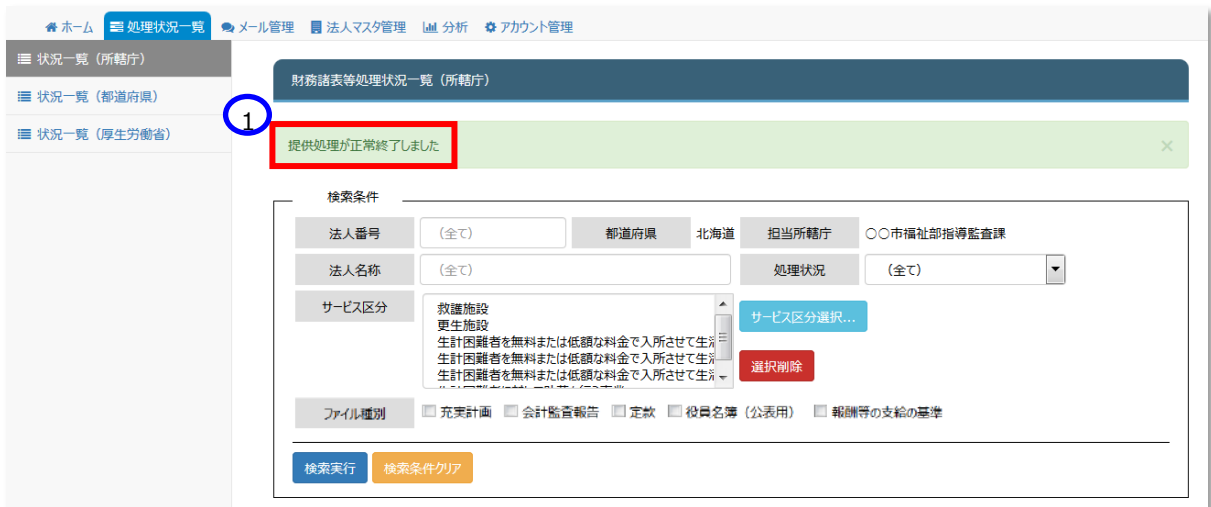 ホーム 処理状況一覧 メール管理 法人マスタ管理 分析 アカウント管理
状況一覧（所轄庁）
状況一覧（都道府県）
状況一覧（厚生労働省）
財務諸表等処理状況一覧（所轄庁）
1
提供処理が正常終了しました ×
検索条件
法人番号 （全て） 都道府県 北海道 担当所轄庁 〇〇市福祉部指導監査課
法人名称 （全て） 処理状況 （全て）
サービス区分
救護施設
更生施設
生計困難者を無料または低額な料金で入所させて生活
生計困難者を無料または低額な料金で入所させて生活
生計困難者を無料または低額な料金で入所させて生活
サービス区分選択...
選択削除
ファイル種別 充実計画 会計監査報告 定款 役員名簿（公表用） 報酬等の支給の基準
検索実行 検索条件クリア